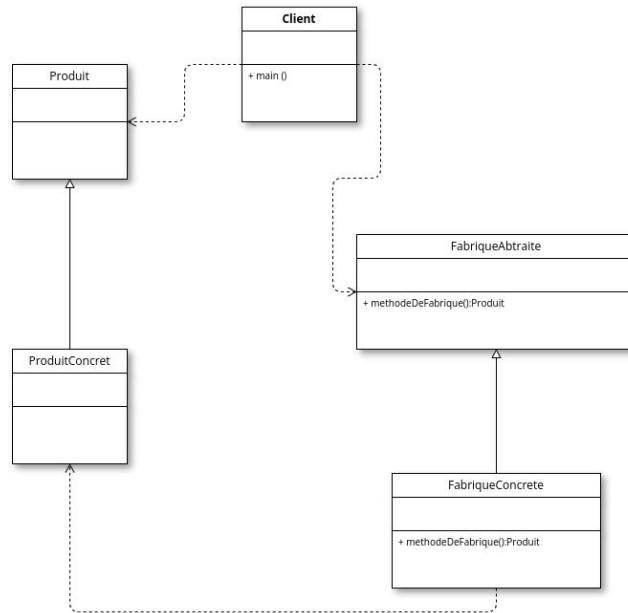 Client
+ main ()
Produit
FabriqueAbtraite
+ methodeDeFabrique():Produit
ProduitConcret
FabriqueConcrete
+ methodeDeFabrique():Produit